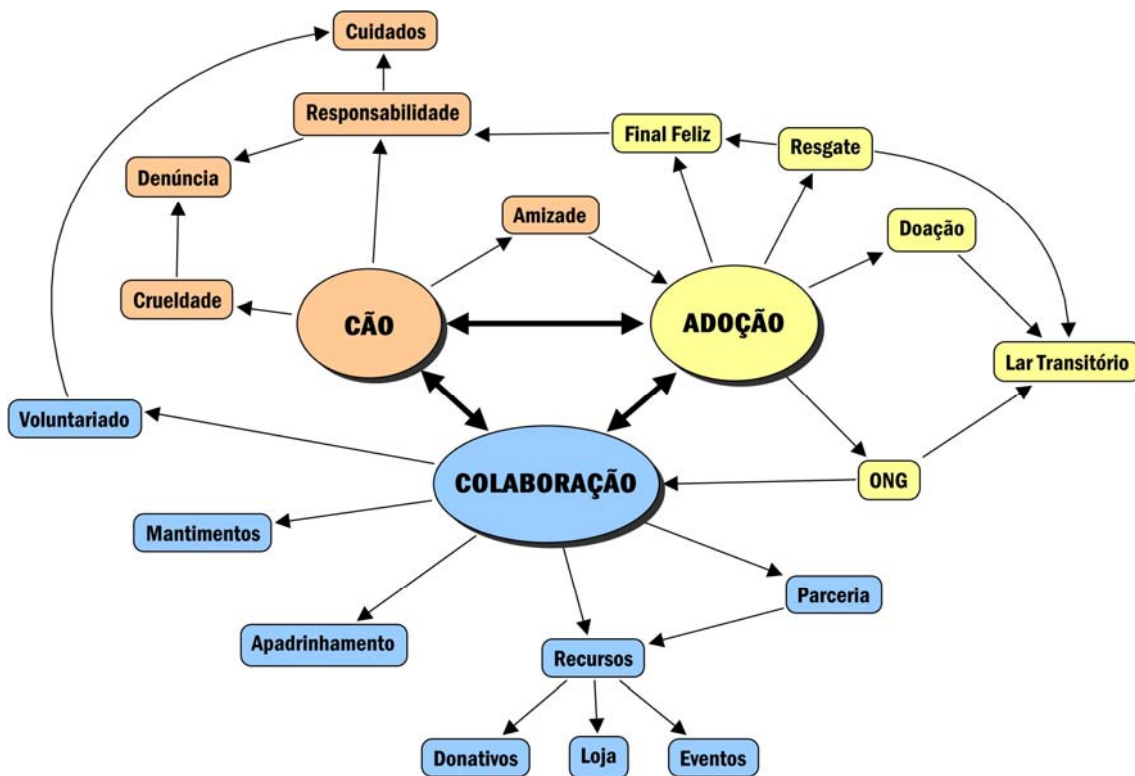 Cuidados
Responsabilidade
Final Feliz
Resgate
Denúncia
Amizade
Doação
Crueldade
CÃO
ADOÇÃO
Lar Transitório
Voluntariado
COLABORAÇÃO
ONG
Mantimentos
Parceria
Apadrinhamento
Recursos
Donativos
Loja
Eventos